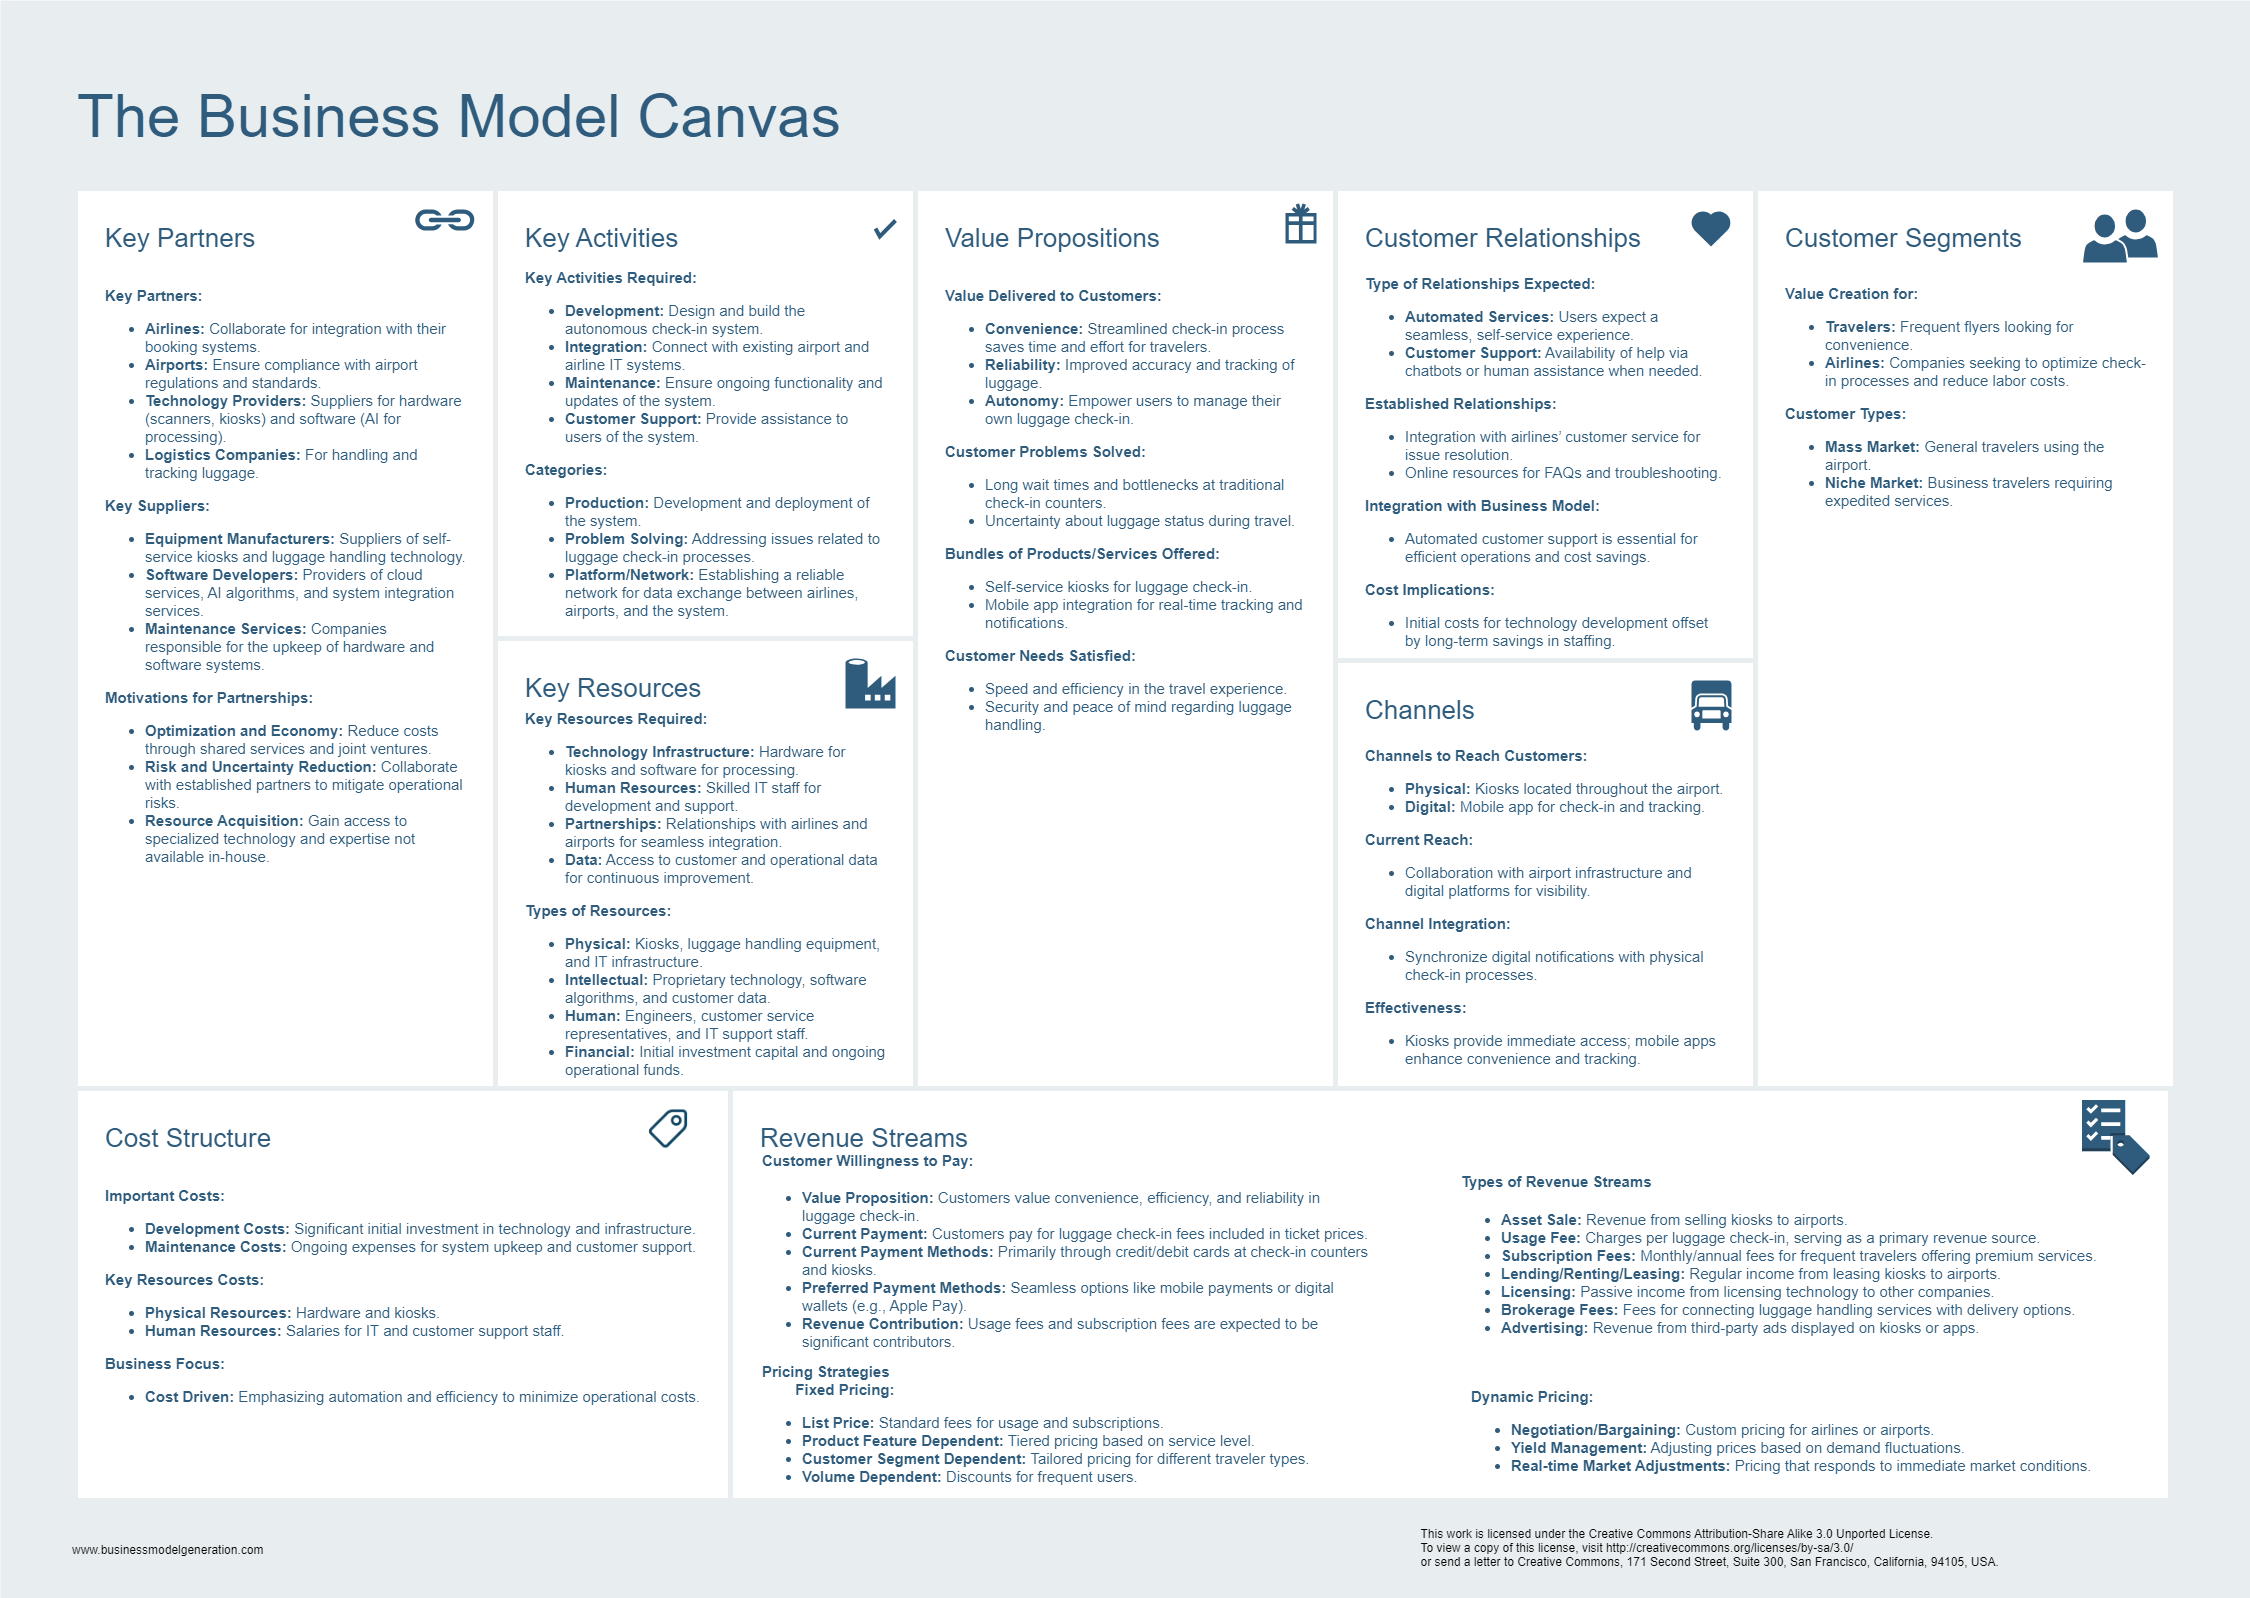 The Business Model Canvas
Key Partners
Key Partners:
Airlines: Collaborate for integration with their
booking systems.
Airports: Ensure compliance with airport
regulations and standards.
Technology Providers: Suppliers for hardware
(scanners, kiosks) and software (AI for
processing).
Logistics Companies: For handling and
tracking luggage.
Key Suppliers:
Equipment Manufacturers: Suppliers of self-
service kiosks and luggage handling technology.
Software Developers: Providers of cloud
services, AI algorithms, and system integration
services.
Maintenance Services: Companies
responsible for the upkeep of hardware and
software systems.
Motivations for Partnerships:
Optimization and Economy: Reduce costs
through shared services and joint ventures.
Risk and Uncertainty Reduction: Collaborate
with established partners to mitigate operational
risks.
Resource Acquisition: Gain access to
specialized technology and expertise not
available in-house.
Key Activities
Key Activities Required:
Development: Design and build the
autonomous check-in system.
Integration: Connect with existing airport and
airline IT systems.
Maintenance: Ensure ongoing functionality and
updates of the system.
Customer Support: Provide assistance to
users of the system.
Categories:
Production: Development and deployment of
the system.
Problem Solving: Addressing issues related to
luggage check-in processes.
Platform/Network: Establishing a reliable
network for data exchange between airlines,
airports, and the system.
Key Resources
Key Resources Required:
Technology Infrastructure: Hardware for
kiosks and software for processing.
Human Resources: Skilled IT staff for
development and support.
Partnerships: Relationships with airlines and
airports for seamless integration.
Data: Access to customer and operational data
for continuous improvement.
Types of Resources:
Physical: Kiosks, luggage handling equipment,
and IT infrastructure.
Intellectual: Proprietary technology, software
algorithms, and customer data.
Human: Engineers, customer service
representatives, and IT support staff.
Financial: Initial investment capital and ongoing
operational funds.
Value Propositions
Value Delivered to Customers:
Convenience: Streamlined check-in process
saves time and effort for travelers.
Reliability: Improved accuracy and tracking of
luggage.
Autonomy: Empower users to manage their
own luggage check-in.
Customer Problems Solved:
Long wait times and bottlenecks at traditional
check-in counters.
Uncertainty about luggage status during travel.
Bundles of Products/Services Offered:
Self-service kiosks for luggage check-in.
Mobile app integration for real-time tracking and
notifications.
Customer Needs Satisfied:
Speed and efficiency in the travel experience.
Security and peace of mind regarding luggage
handling.
Customer Relationships
Type of Relationships Expected:
Automated Services: Users expect a
seamless, self-service experience.
Customer Support: Availability of help via
chatbots or human assistance when needed.
Established Relationships:
Integration with airlines’ customer service for
issue resolution.
Online resources for FAQs and troubleshooting.
Integration with Business Model:
Automated customer support is essential for
efficient operations and cost savings.
Cost Implications:
Initial costs for technology development offset
by long-term savings in staffing.
Channels
Channels to Reach Customers:
Physical: Kiosks located throughout the airport.
Digital: Mobile app for check-in and tracking.
Current Reach:
Collaboration with airport infrastructure and
digital platforms for visibility.
Channel Integration:
Synchronize digital notifications with physical
check-in processes.
Effectiveness:
Kiosks provide immediate access; mobile apps
enhance convenience and tracking.
Customer Segments
Value Creation for:
Travelers: Frequent flyers looking for
convenience.
Airlines: Companies seeking to optimize check-
in processes and reduce labor costs.
Customer Types:
Mass Market: General travelers using the
airport.
Niche Market: Business travelers requiring
expedited services.
Cost Structure
Important Costs:
Development Costs: Significant initial investment in technology and infrastructure.
Maintenance Costs: Ongoing expenses for system upkeep and customer support.
Key Resources Costs:
Physical Resources: Hardware and kiosks.
Human Resources: Salaries for IT and customer support staff.
Business Focus:
Cost Driven: Emphasizing automation and efficiency to minimize operational costs.
Revenue Streams
Customer Willingness to Pay:
Value Proposition: Customers value convenience, efficiency, and reliability in
luggage check-in.
Current Payment: Customers pay for luggage check-in fees included in ticket prices.
Current Payment Methods: Primarily through credit/debit cards at check-in counters
and kiosks.
Preferred Payment Methods: Seamless options like mobile payments or digital
wallets (e.g., Apple Pay).
Revenue Contribution: Usage fees and subscription fees are expected to be
significant contributors.
Pricing Strategies
Fixed Pricing:
List Price: Standard fees for usage and subscriptions.
Product Feature Dependent: Tiered pricing based on service level.
Customer Segment Dependent: Tailored pricing for different traveler types.
Volume Dependent: Discounts for frequent users.
Types of Revenue Streams
Asset Sale: Revenue from selling kiosks to airports.
Usage Fee: Charges per luggage check-in, serving as a primary revenue source.
Subscription Fees: Monthly/annual fees for frequent travelers offering premium services.
Lending/Renting/Leasing: Regular income from leasing kiosks to airports.
Licensing: Passive income from licensing technology to other companies.
Brokerage Fees: Fees for connecting luggage handling services with delivery options.
Advertising: Revenue from third-party ads displayed on kiosks or apps.
Dynamic Pricing:
Negotiation/Bargaining: Custom pricing for airlines or airports.
Yield Management: Adjusting prices based on demand fluctuations.
Real-time Market Adjustments: Pricing that responds to immediate market conditions.
www.businessmodelgeneration.com
This work is licensed under the Creative Commons Attribution-Share Alike 3.0 Unported License.
To view a copy of this license, visit http://creativecommons.org/licenses/by-sa/3.0/
or send a letter to Creative Commons, 171 Second Street, Suite 300, San Francisco, California, 94105, USA.